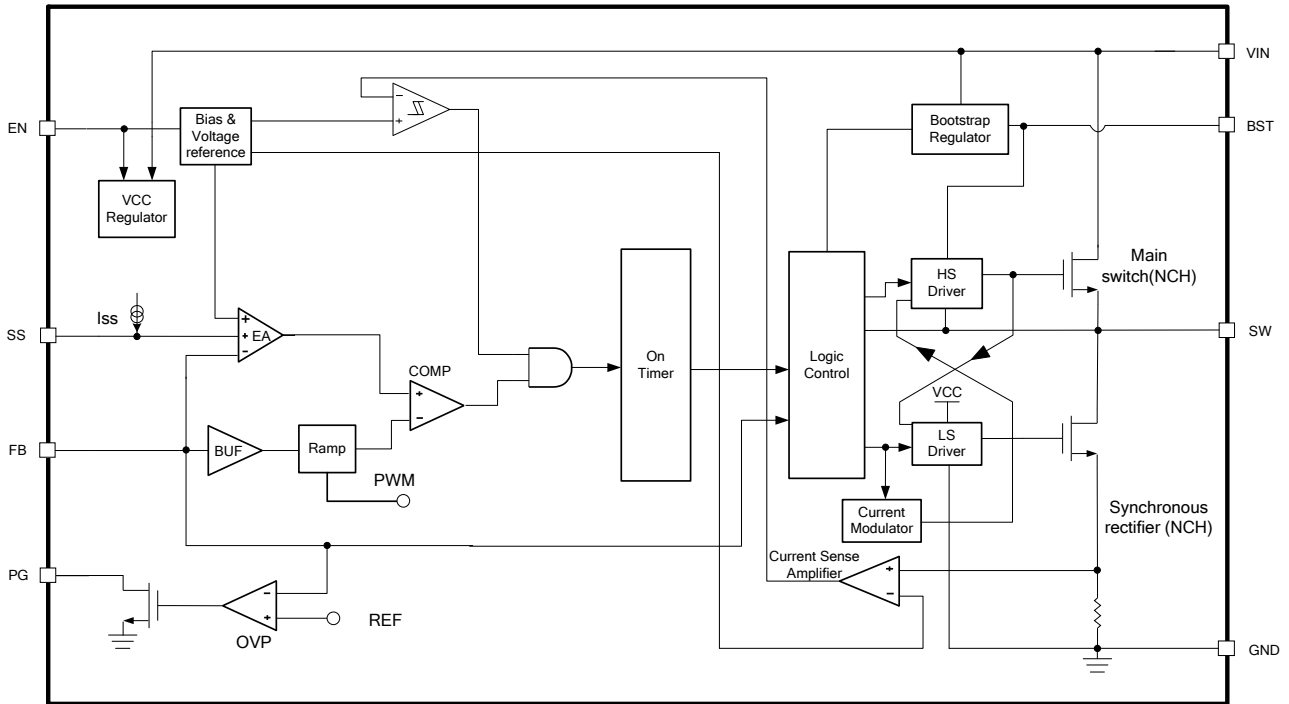 VIN
EN
Bias &
Voltage
reference
-
+
Bootstrap
Regulator
BST
VCC
Regulator
Main
switch(NCH)
HS
Driver
Iss
SS
+
+
-
EA
On
Timer
Logic
Control
SW
COMP
+
-
VCC
LS
Driver
FB
BUF
Ramp
PWM
Current
Modulator
Synchronous
rectifier (NCH)
Current Sense
Amplifier
+
-
PG
-
+
REF
OVP
GND